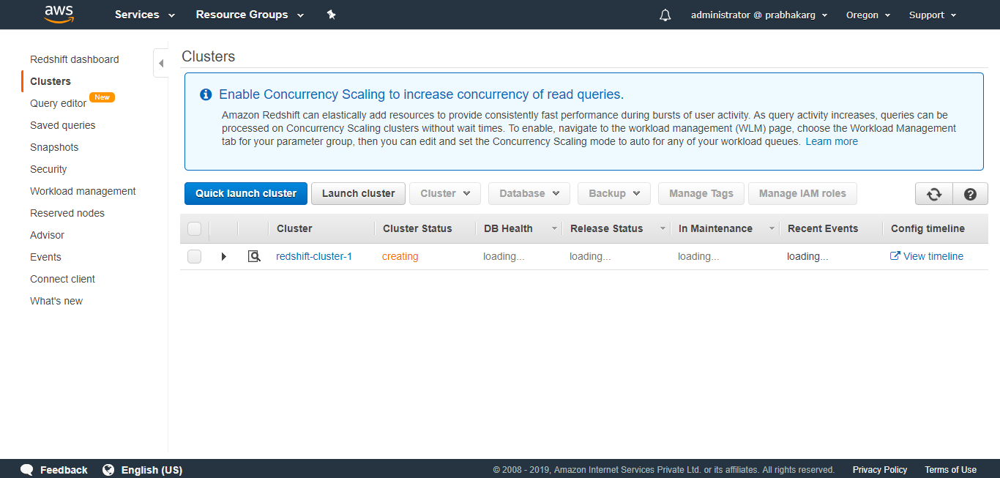 aws
Services
Resource Groups
administrator @ prabhakarg
Oregon
Support
Redshift dashboard
Clusters
Query editor
New
Saved queries
Snapshots
Security
Workload management
Reserved nodes
Advisor
Events
Connect client
What's new
Clusters
Enable Concurrency Scaling to increase concurrency of read queries.
Amazon Redshift can elastically add resources to provide consistently fast performance during bursts of user activity. As query activity increases, queries can be
processed on Concurrency Scaling clusters without wait times. To enable, navigate to the workload management (WLM) page, choose the Workload Management
tab for your parameter group, then you can edit and set the Concurrency Scaling mode to auto for any of your workload queues. Learn more
Quick launch cluster
Launch cluster
Cluster
Database
Backup
Manage Tags
Manage IAM roles
Cluster
Cluster Status
DB Health
Release Status
In Maintenance
Recent Events
Config timeline
redshift-cluster-1
creating
loading...
loading...
loading...
loading...
View timeline
Feedback
English (US)
© 2008 - 2019, Amazon Internet Services Private Ltd. or its affiliates. All rights reserved.
Privacy Policy
Terms of Use